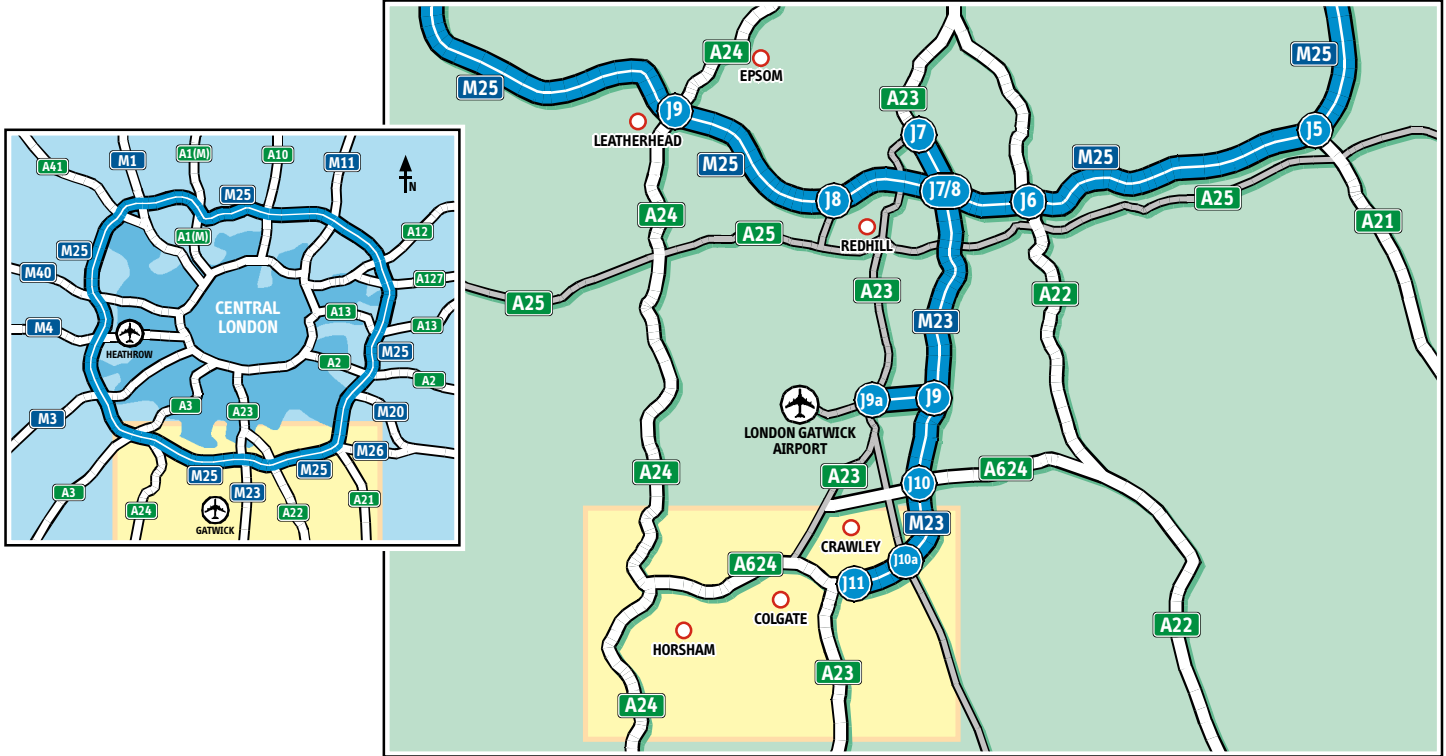 A41
M1
A1(M)
A10
M11
N
M25
A12
A1(M)
M25
M40
A127
CENTRAL
LONDON
A13
M4
A13
HEATHROW
M25
A2
A2
A3
A23
M20
M3
M26
M25
M25
A3
M23
A21
A24
GATWICK
A22
A24
EPSOM
M25
M25
A23
J9
LEATHERHEAD
J7
J5
M25
M25
J7/8
J8
J6
A25
A24
A25
REDHILL
A21
A25
A23
A22
M23
J9a
J9
LONDON GATWICK
AIRPORT
A24
A23
A624
J10
M23
CRAWLEY
A624
J10a
J11
COLGATE
HORSHAM
A22
A23
A24